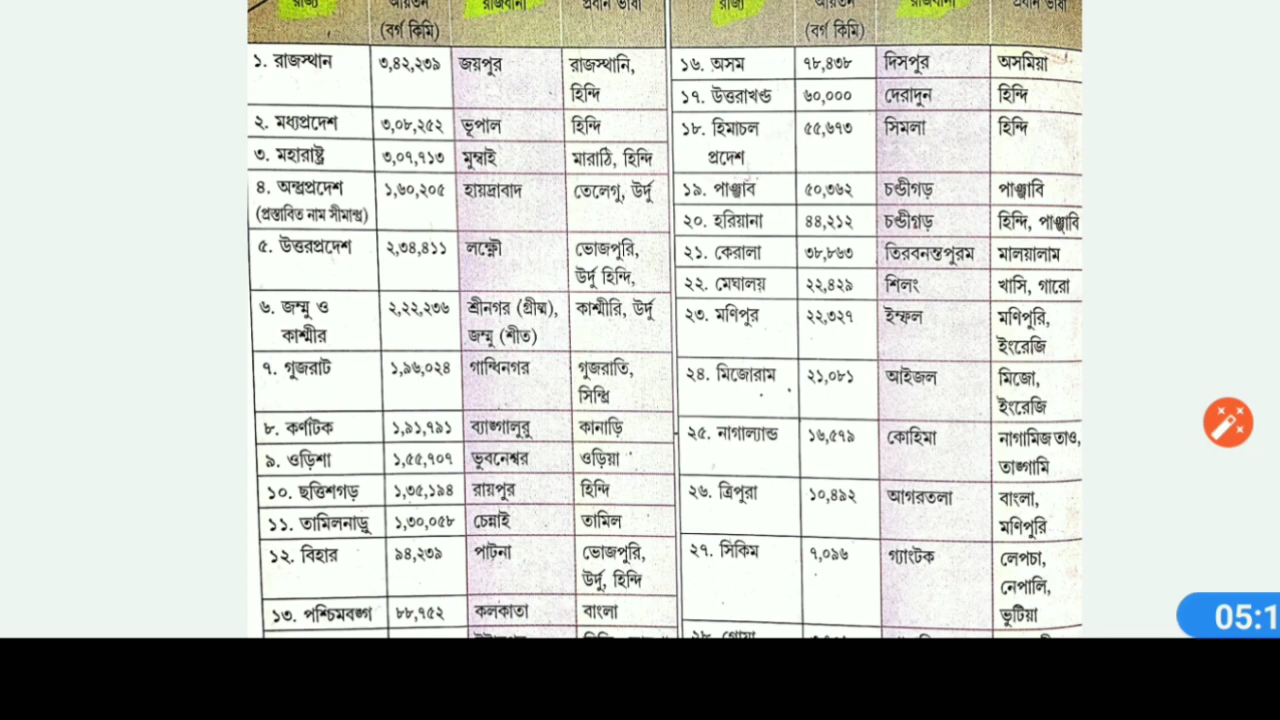 রাজ্য আয়তন রাজধানী প্রধান ভাষা
(বর্গ কিমি)
১. রাজস্থান ৩,৪২,২৩৯ জয়পুর রাজস্থানি,
হিন্দি
২. মধ্যপ্রদেশ ৩,০৮,২৫২ ভূপাল হিন্দি
৩. মহারাষ্ট্র ৩,০৭,৭১৩ মুম্বাই মারাঠি, হিন্দি
৪. অন্ধ্রপ্রদেশ ১,৬০,২০৫ হায়দ্রাবাদ তেলেগু, উর্দু
(প্রস্তাবিত নাম সীমান্ধ্র)
৫. উত্তরপ্রদেশ ২,৩৪,৪১১ লক্ষ্ণৌ ভোজপুরি,
উর্দু হিন্দি,
৬. জম্মু ও ২,২২,২৩৬ শ্রীনগর (গ্রীষ্ম), কাশ্মীরি, উর্দু
কাশ্মীর জম্মু (শীত)
৭. গুজরাট ১,৯৬,০২৪ গান্ধিনগর গুজরাতি,
সিন্ধ্রি
৮. কর্ণাটক ১,৯১,৭৯১ ব্যাঙ্গালুরু কানাড়ি
৯. ওড়িশা ১,৫৫,৭০৭ ভুবনেশ্বর ওড়িয়া
১০. ছত্তিশগড় ১,৩৫,১৯৪ রায়পুর হিন্দি
১১. তামিলনাড়ু ১,৩০,০৫৮ চেন্নাই তামিল
১২. বিহার ৯৪,২৩৯ পাটনা ভোজপুরি,
উর্দু, হিন্দি
১৩. পশ্চিমবঙ্গ ৮৮,৭৫২ কলকাতা বাংলা
রাজ্য আয়তন রাজধানী প্রধান ভাষা
(বর্গ কিমি)
১৬. অসম ৭৮,৪৩৮ দিসপুর অসমিয়া
১৭. উত্তরাখণ্ড ৬০,০০০ দেরাদুন হিন্দি
১৮. হিমাচল ৫৫,৬৭৩ সিমলা হিন্দি
প্রদেশ
১৯. পাঞ্জাব ৫০,৩৬২ চণ্ডীগড় পাঞ্জাবি
২০. হরিয়ানা ৪৪,২১২ চণ্ডীগড় হিন্দি, পাঞ্জাবি
২১. কেরালা ৩৮,৮৬৩ তিরবনন্তপুরম মালয়ালাম
২২. মেঘালয় ২২,৪২৯ শিলং খাসি, গারো
২৩. মণিপুর ২২,৩২৭ ইম্ফল মণিপুরি,
ইংরেজি
২৪. মিজোরাম ২১,০৮১ আইজল মিজো,
ইংরেজি
২৫. নাগাল্যান্ড ১৬,৫৭৯ কোহিমা নাগামিজ তাও,
তাঙ্গামি
২৬. ত্রিপুরা ১০,৪৯২ আগরতলা বাংলা,
মণিপুরি
২৭. সিকিম ৭,০৯৬ গ্যাংটক লেপচা,
নেপালি,
ভুটিয়া
২৮. গোয়া
05:1